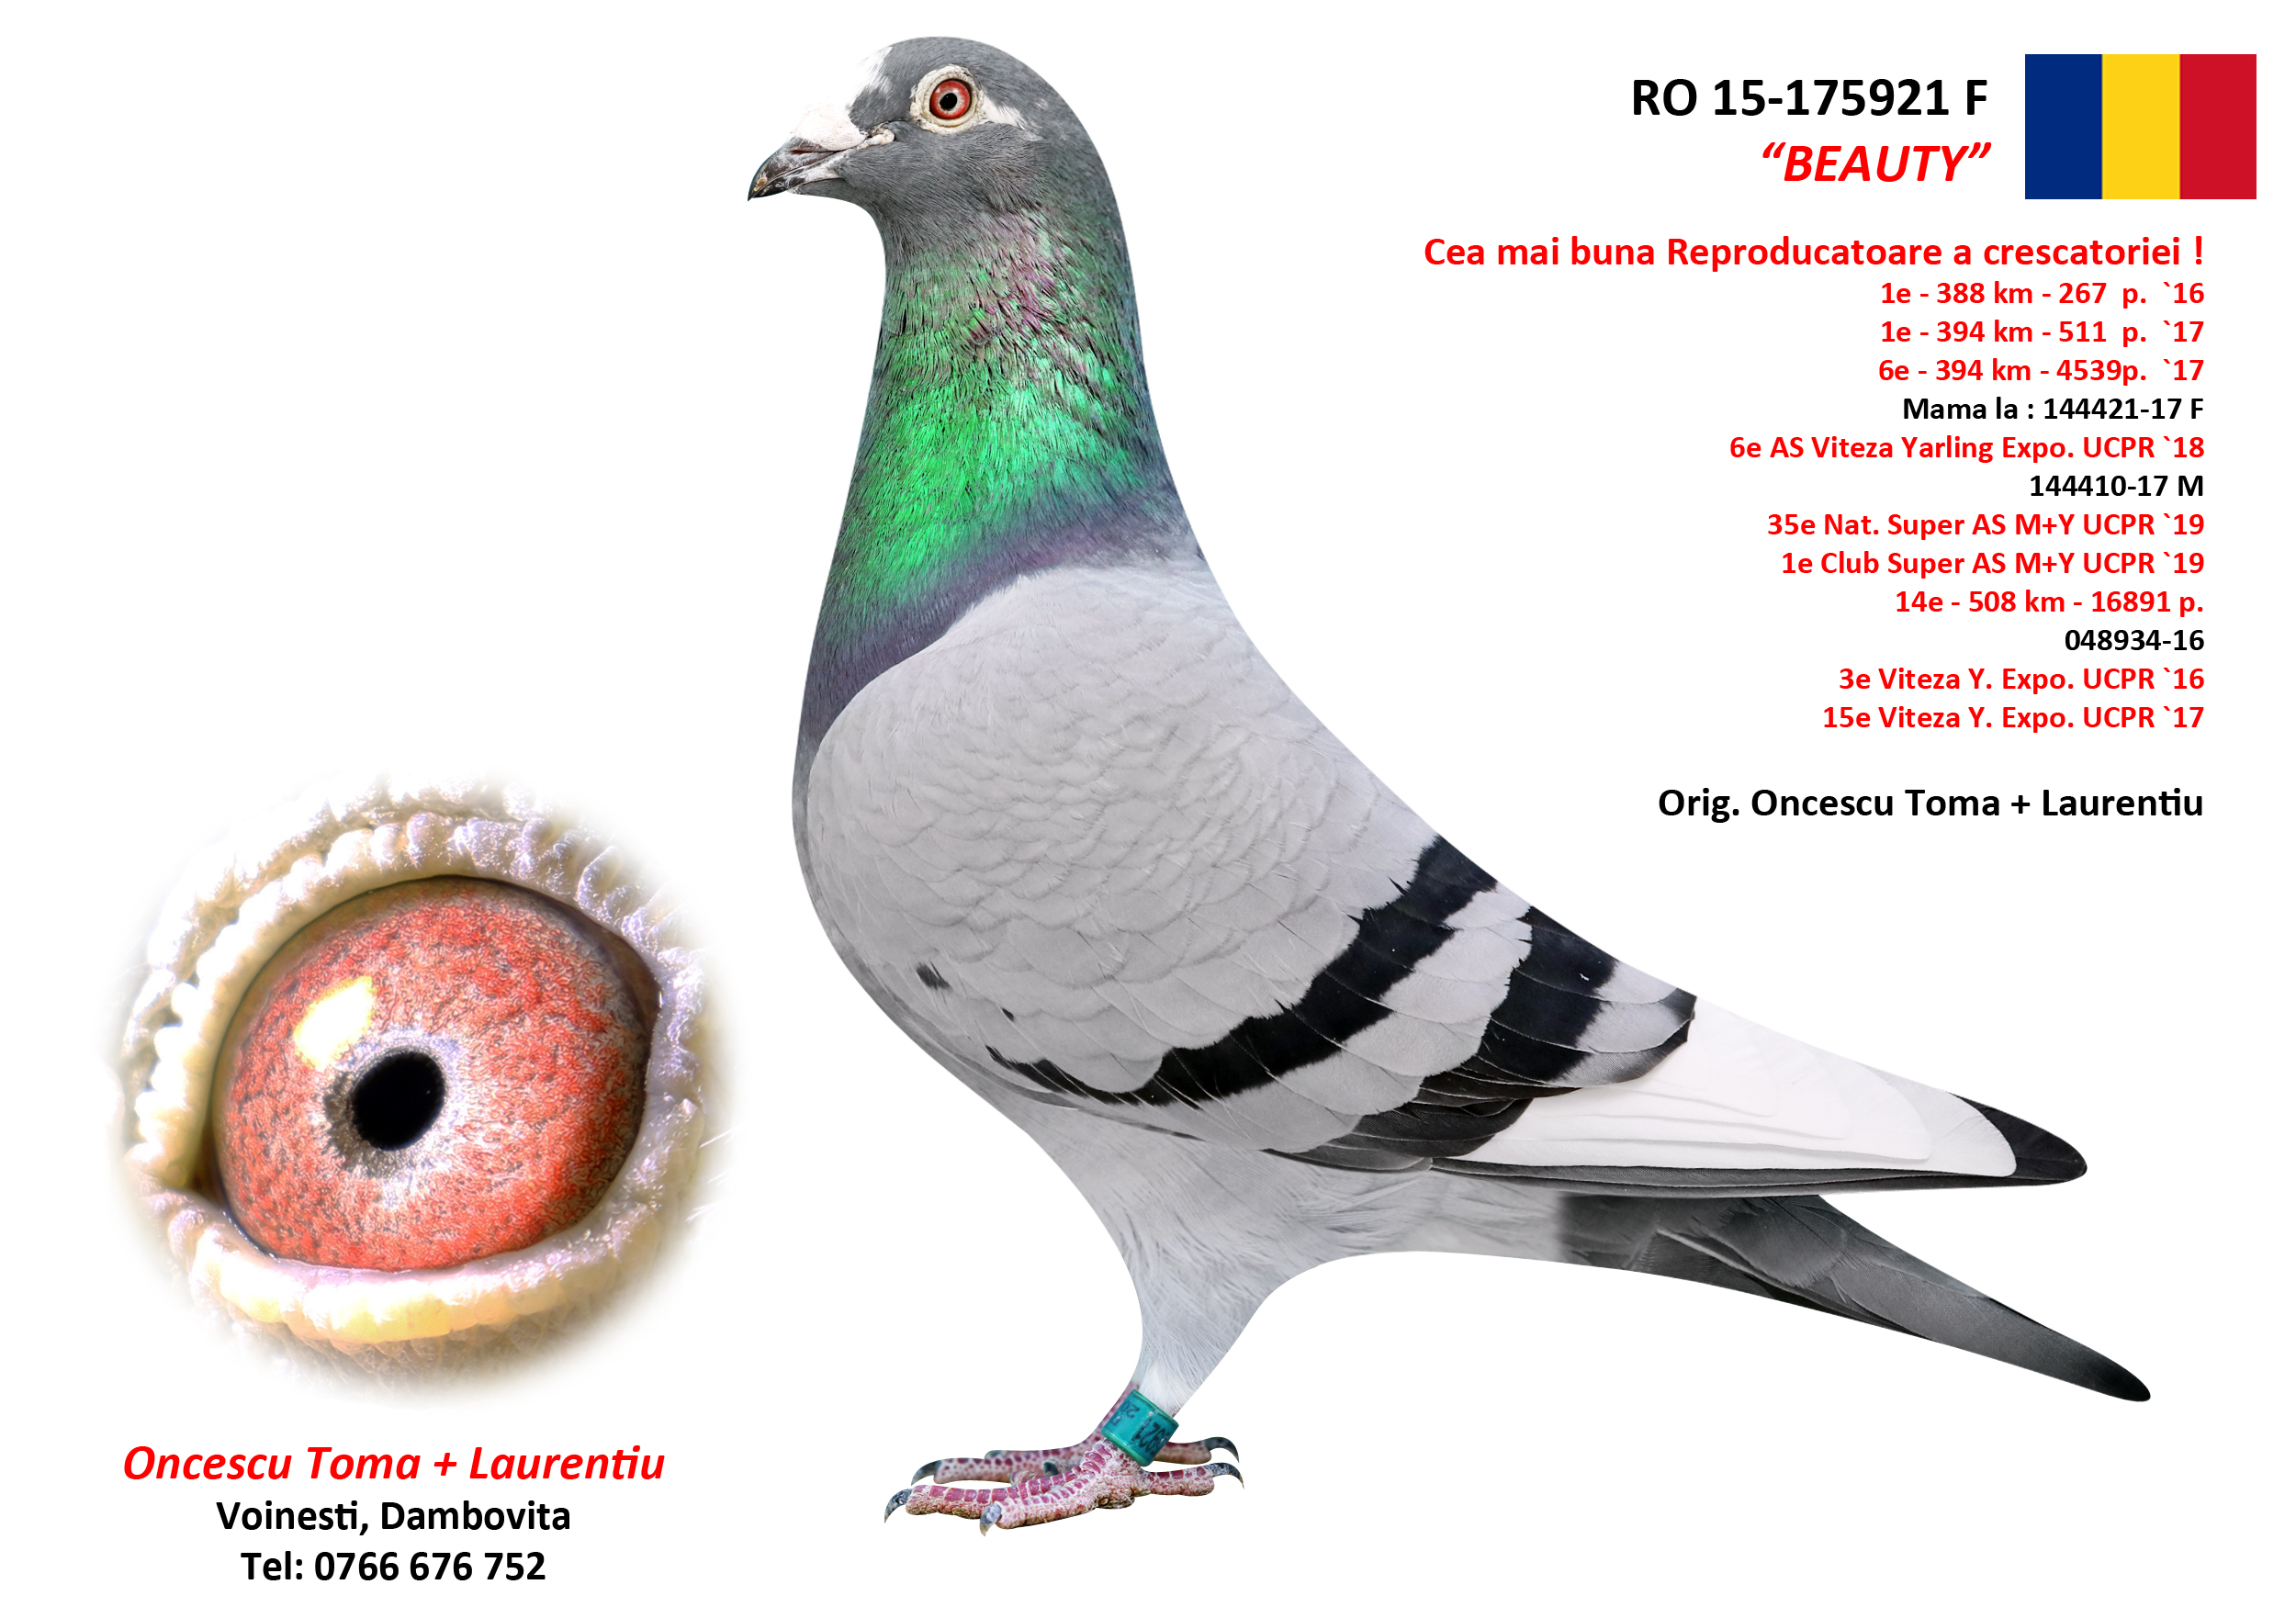 RO 15-175921 F
“BEAUTY”
Cea mai buna Reproducatoare a crescatoriei !
1e - 388 km - 267 p. `16
1e - 394 km - 511 p. `17
6e - 394 km - 4539p. `17
Mama la : 144421-17 F
6e AS Viteza Yarling Expo. UCPR `18
144410-17 M
35e Nat. Super AS M+Y UCPR `19
1e Club Super AS M+Y UCPR `19
14e - 508 km - 16891 p.
048934-16
3e Viteza Y. Expo. UCPR `16
15e Viteza Y. Expo. UCPR `17
Orig. Oncescu Toma + Laurentiu
Oncescu Toma + Laurentiu
Voinesti, Dambovita
Tel: 0766 676 752